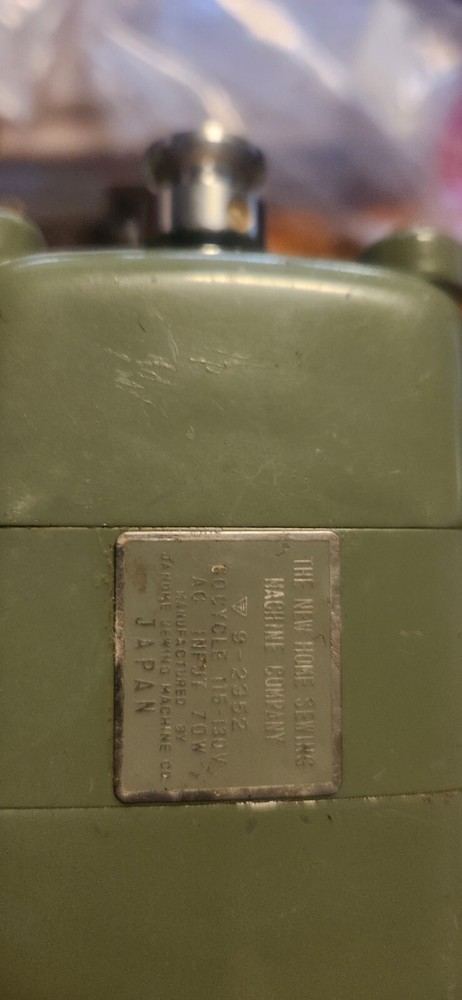 THE NEW HOME SEWING
MACHINE COMPANY
9-2352
60CYCLE 115-130V.
AC INPUT 70W.
MANUFACTURED BY
JANOME SEWING MACHINE CO.
JAPAN